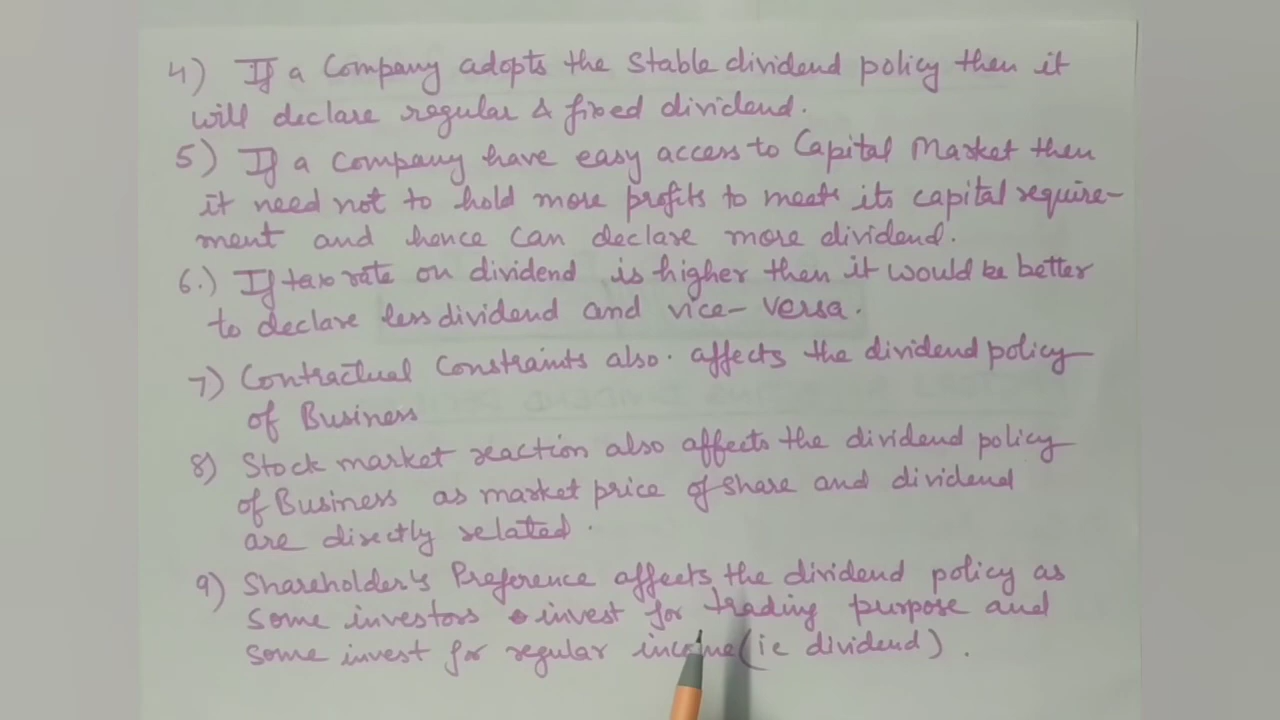 4) If a Company adopts the Stable dividend policy then it
will declare regular & fixed dividend.
5) If a Company have easy access to Capital Market then
it need not to hold more profits to meet its capital require-
ment and hence can declare more dividend.
6.) If tax rate on dividend is higher then it would be better
to declare less dividend and vice-versa.
7) Contractual Constraints also affects the dividend policy
of Business
8) Stock market reaction also affects the dividend policy
of Business as market price of share and dividend
are directly related.
9) Shareholder's Preference affects the dividend policy as
Some investors invest for trading purpose and
Some invest for regular income (ie dividend).